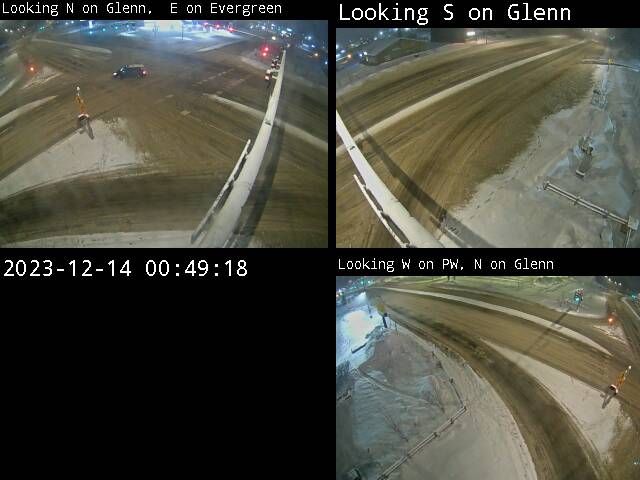 Looking N on Glenn, E on Evergreen
Looking S on Glenn
2023-12-14 00:49:18
Looking W on PW, N on Glenn